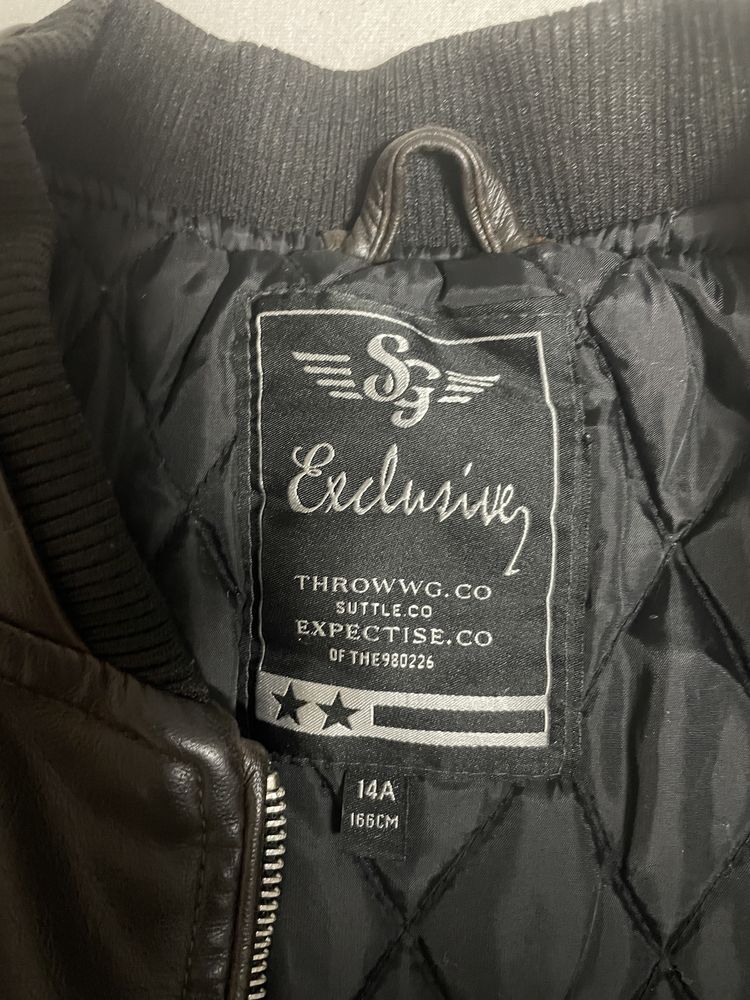 SG
Exclusive
THROWWG.CO
SUTTLE.CO
EXPECTISE.CO
OF THE980226
14A
166CM